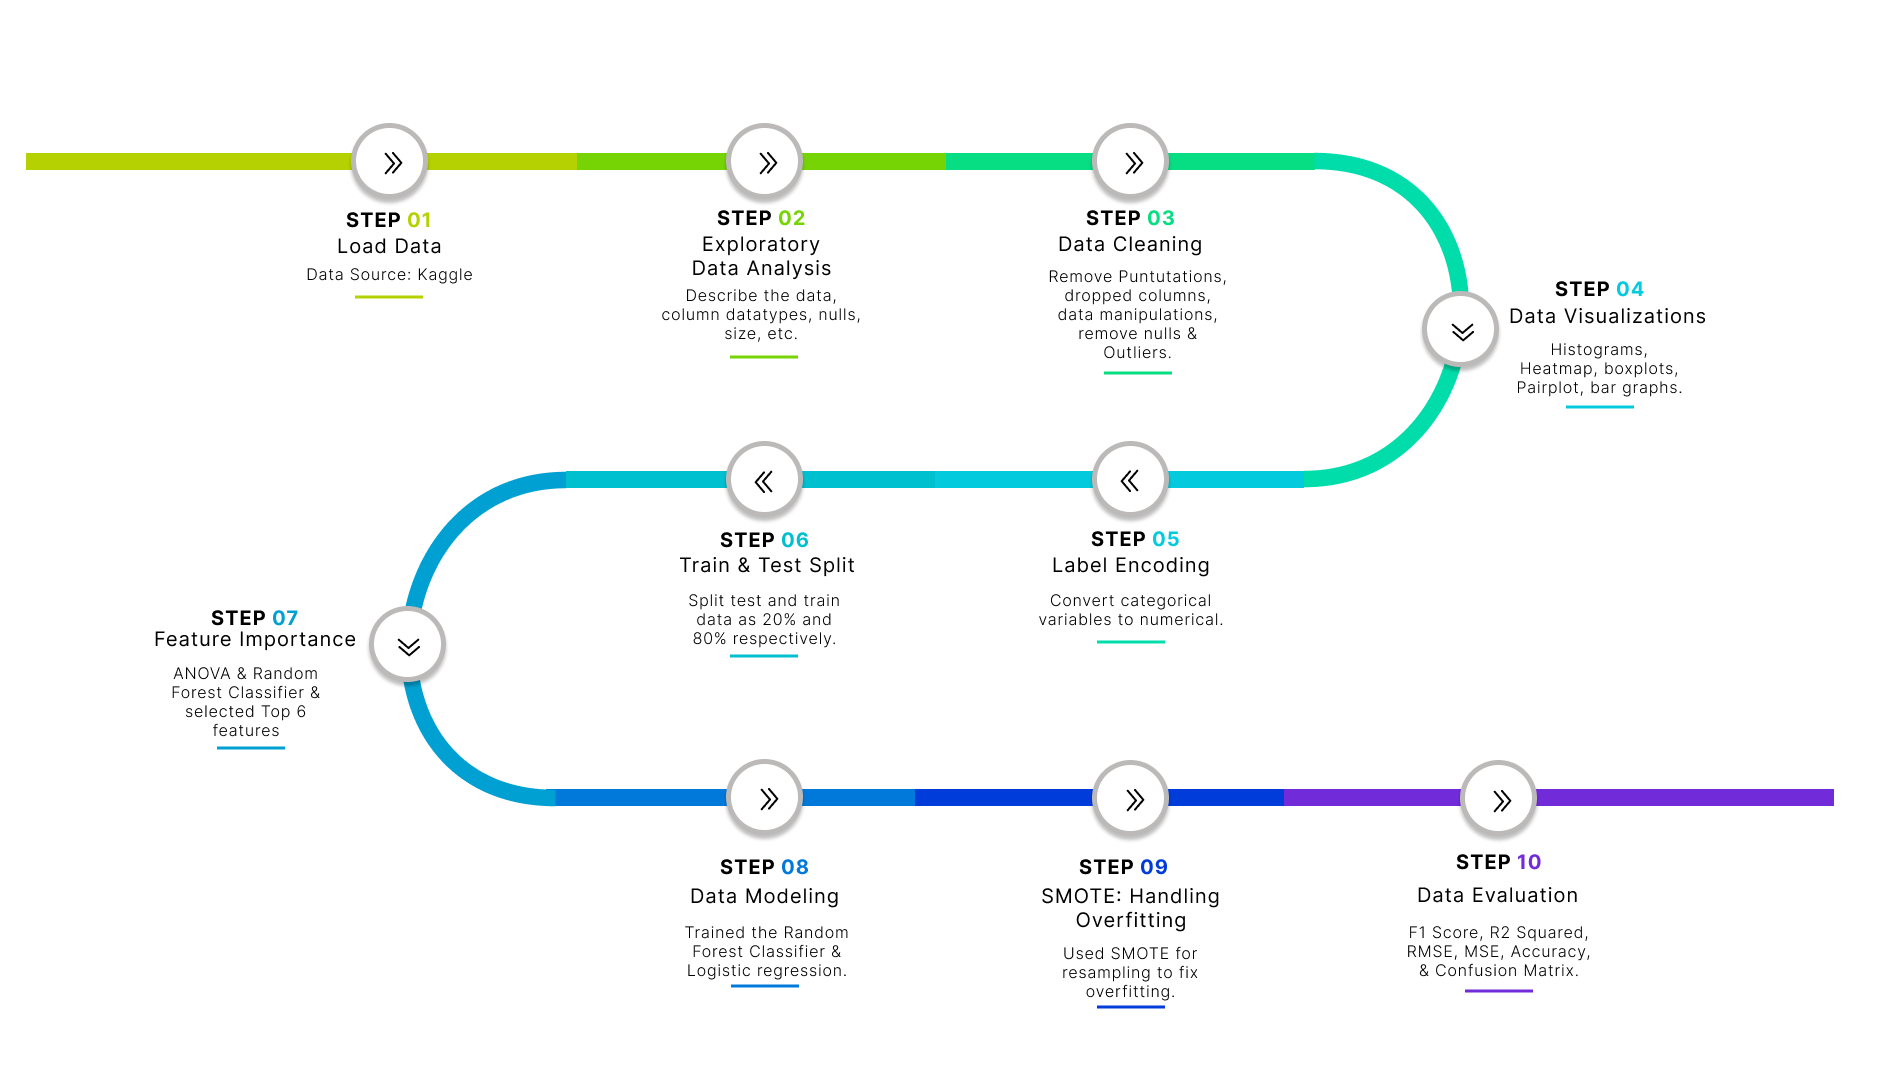 STEP 01
Load Data
Data Source: Kaggle
STEP 02
Exploratory
Data Analysis
Describe the data,
column datatypes, nulls,
size, etc.
STEP 03
Data Cleaning
Remove Puntutations,
dropped columns,
data manipulations,
remove nulls &
Outliers.
STEP 04
Data Visualizations
Histograms,
Heatmap, boxplots,
Pairplot, bar graphs.
STEP 05
Label Encoding
Convert categorical
variables to numerical.
STEP 06
Train & Test Split
Split test and train
data as 20% and
80% respectively.
STEP 07
Feature Importance
ANOVA & Random
Forest Classifier &
selected Top 6
features
STEP 08
Data Modeling
Trained the Random
Forest Classifier &
Logistic regression.
STEP 09
SMOTE: Handling
Overfitting
Used SMOTE for
resampling to fix
overfitting.
STEP 10
Data Evaluation
F1 Score, R2 Squared,
RMSE, MSE, Accuracy,
& Confusion Matrix.